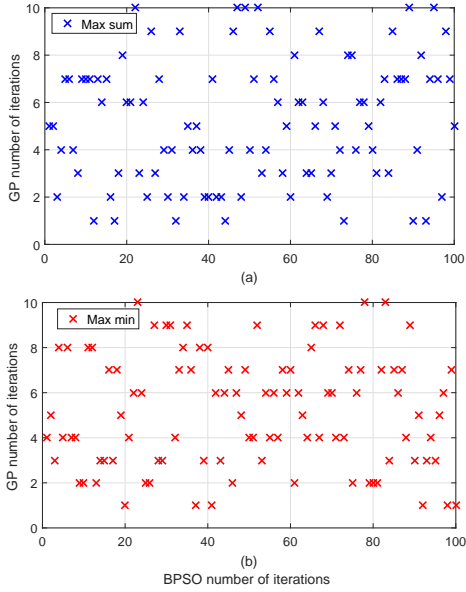 10
Max sum
8
6
4
2
0
GP number of iterations
0 20 40 60 80 100
(a)
10
Max min
8
6
4
2
0
GP number of iterations
0 20 40 60 80 100
(b)
BPSO number of iterations